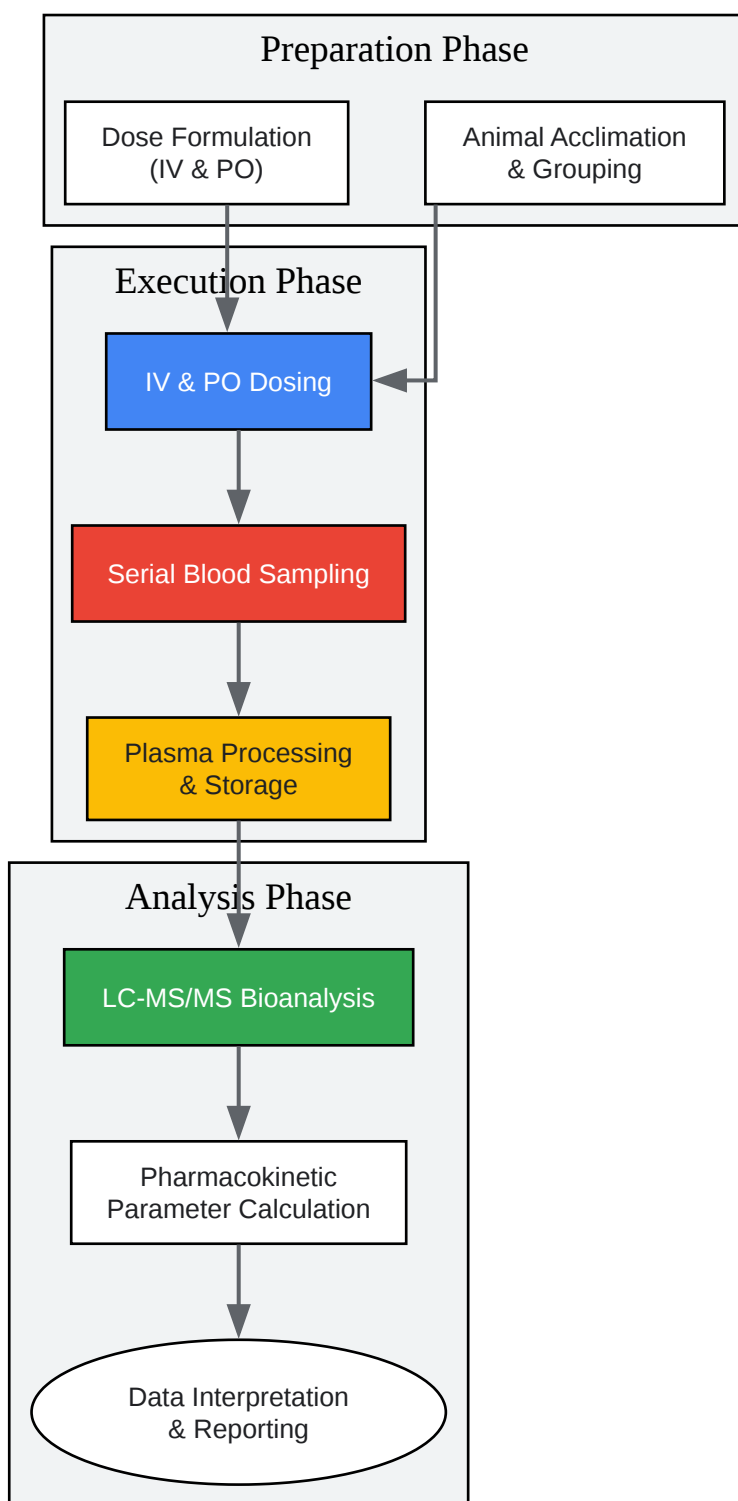 Preparation Phase
Dose Formulation
(IV & PO)
Animal Acclimation
& Grouping
Execution Phase
IV & PO Dosing
Serial Blood Sampling
Plasma Processing
& Storage
Analysis Phase
LC-MS/MS Bioanalysis
Pharmacokinetic
Parameter Calculation
Data Interpretation
& Reporting